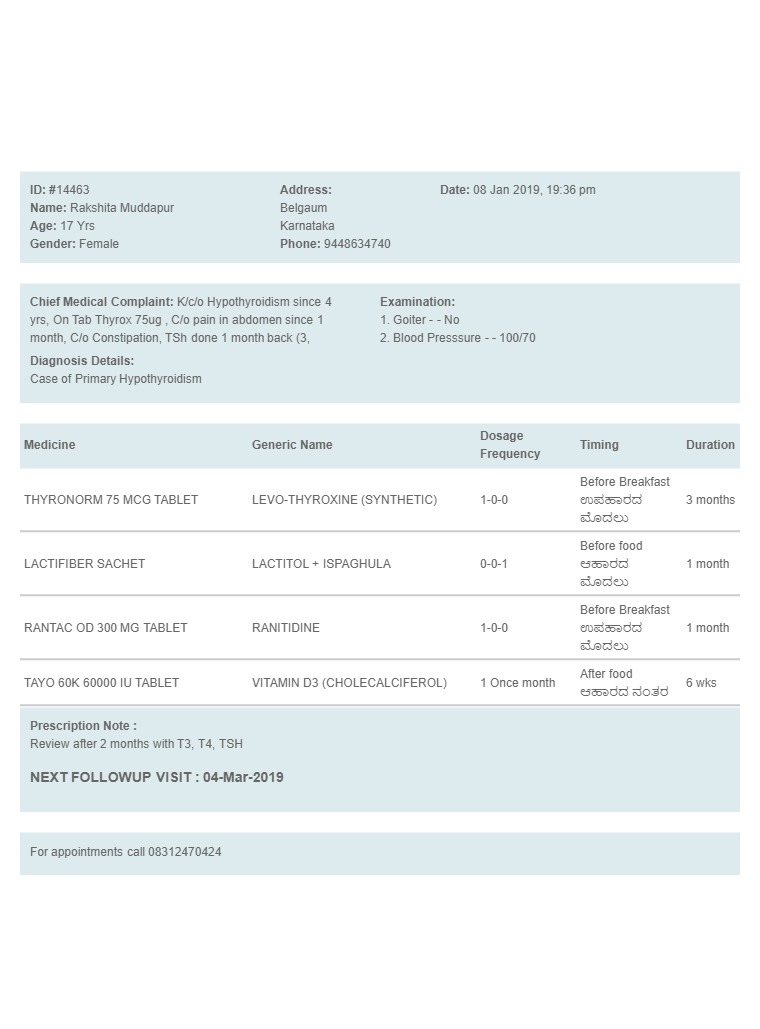 ID: #14463
Name: Rakshita Muddapur
Age: 17 Yrs
Gender: Female
Address:
Belgaum
Karnataka
Phone: 9448634740
Date: 08 Jan 2019, 19:36 pm
Chief Medical Complaint: K/c/o Hypothyroidism since 4
yrs, On Tab Thyrox 75ug , C/o pain in abdomen since 1
month, C/o Constipation, TSh done 1 month back (3,
Diagnosis Details:
Case of Primary Hypothyroidism
Examination:
1. Goiter - - No
2. Blood Presssure - - 100/70
Medicine Generic Name Dosage Frequency Timing Duration
THYRONORM 75 MCG TABLET LEVO-THYROXINE (SYNTHETIC) 1-0-0 Before Breakfast ಉಪಹಾರದ ಮೊದಲು 3 months
LACTIFIBER SACHET LACTITOL + ISPAGHULA 0-0-1 Before food ಆಹಾರದ ಮೊದಲು 1 month
RANTAC OD 300 MG TABLET RANITIDINE 1-0-0 Before Breakfast ಉಪಹಾರದ ಮೊದಲು 1 month
TAYO 60K 60000 IU TABLET VITAMIN D3 (CHOLECALCIFEROL) 1 Once month After food ಆಹಾರದ ನಂತರ 6 wks
Prescription Note :
Review after 2 months with T3, T4, TSH
NEXT FOLLOWUP VISIT : 04-Mar-2019
For appointments call 08312470424